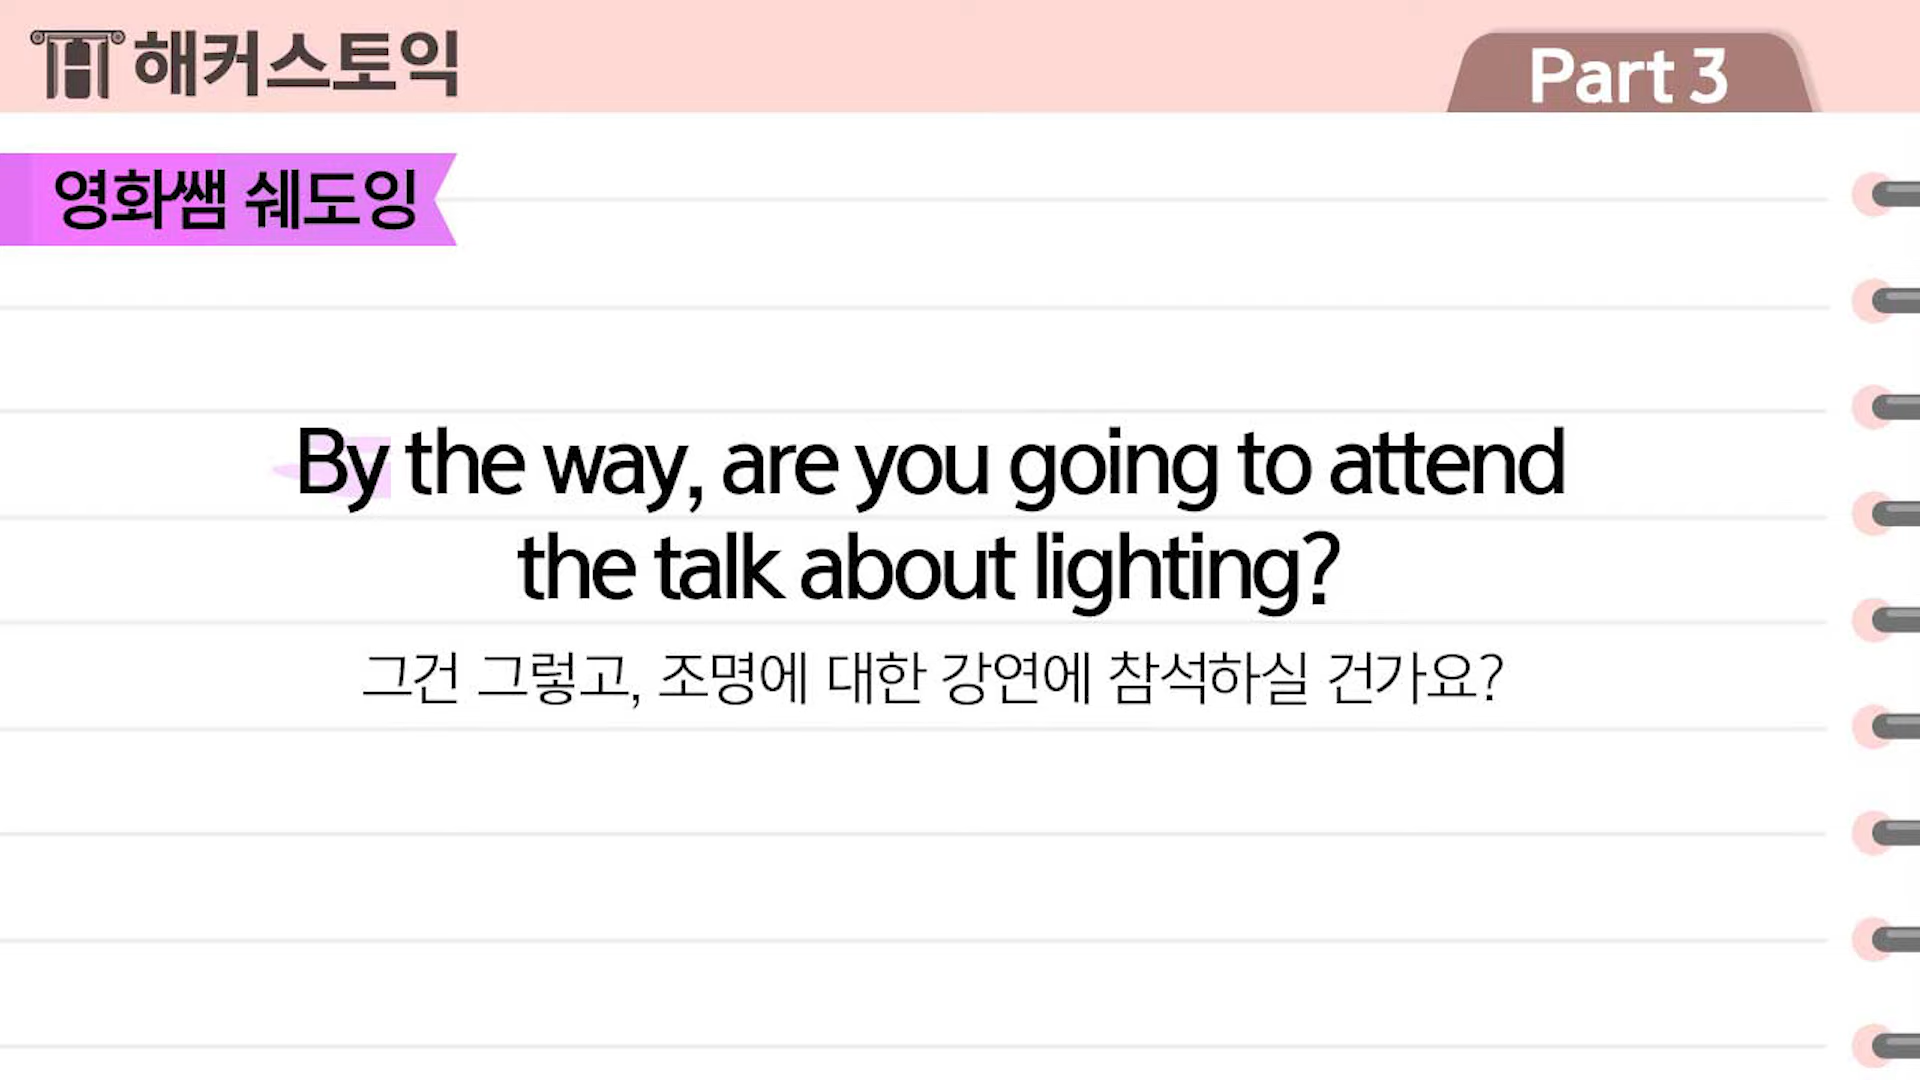 해커스토익
Part 3
영화쌤 쉐도잉
By the way, are you going to attend
the talk about lighting?
그건 그렇고, 조명에 대한 강연에 참석하실 건가요?